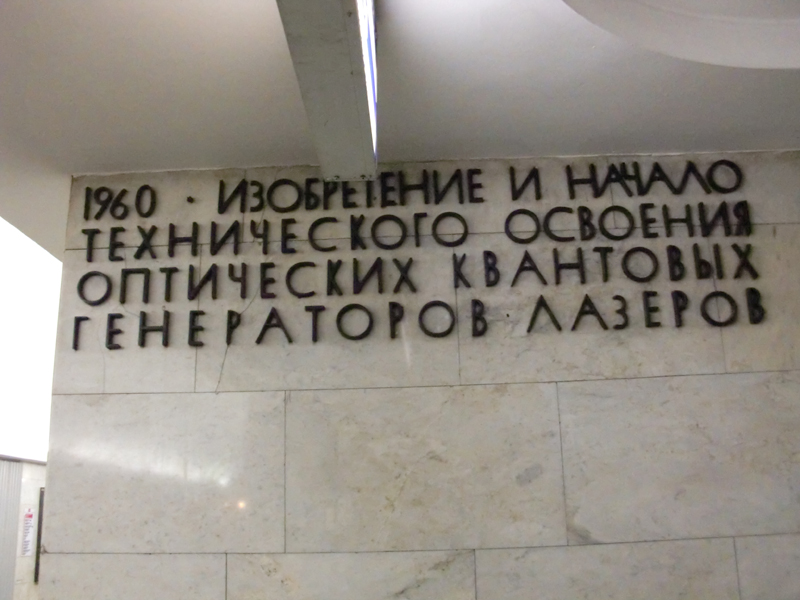 1960 · ИЗОБРЕТЕНИЕ И НАЧАЛО
ТЕХНИЧЕСКОГО ОСВОЕНИЯ
ОПТИЧЕСКИХ КВАНТОВЫХ
ГЕНЕРАТОРОВ ЛАЗЕРОВ